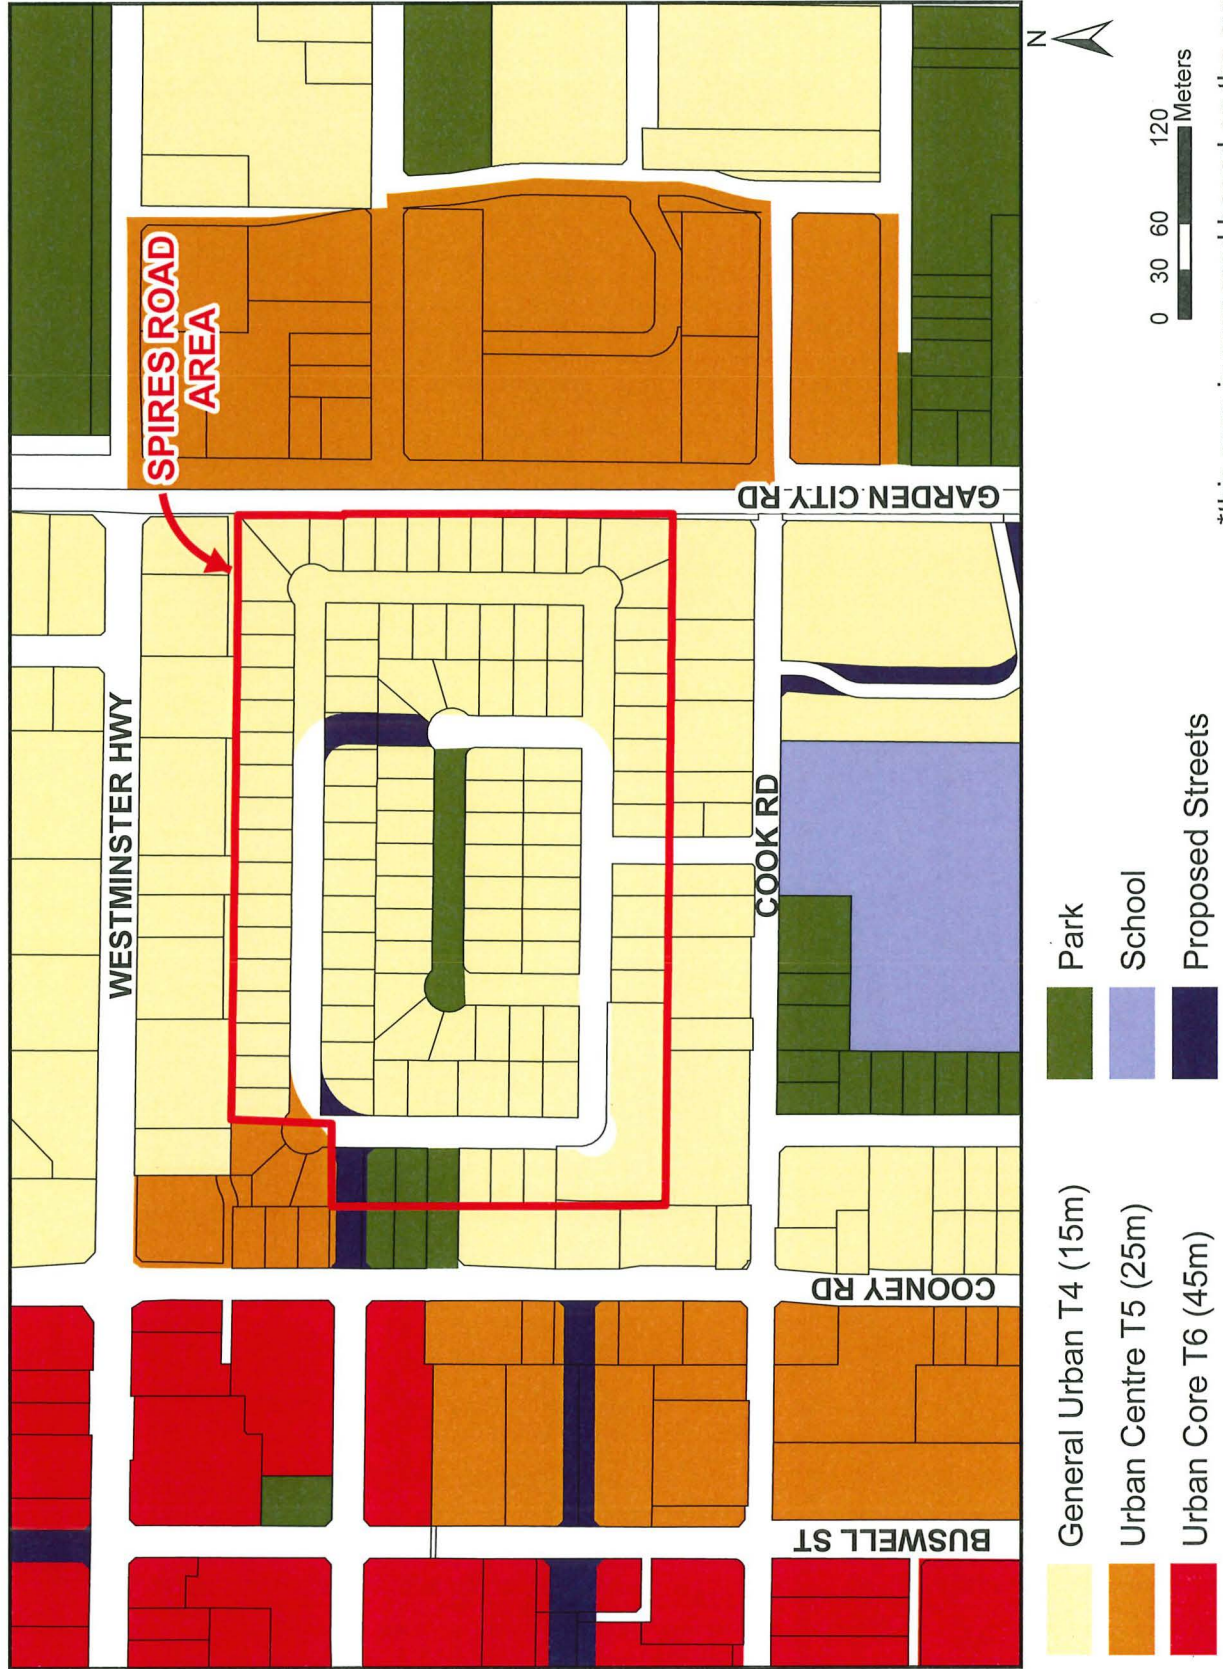 SPIRES ROAD
AREA
WESTMINSTER HWY
COOK RD
GARDEN CITY RD
COONEY RD
BUSWELL ST
General Urban T4 (15m)
Urban Centre T5 (25m)
Urban Core T6 (45m)
Park
School
Proposed Streets
0 30 60 120
Meters
N